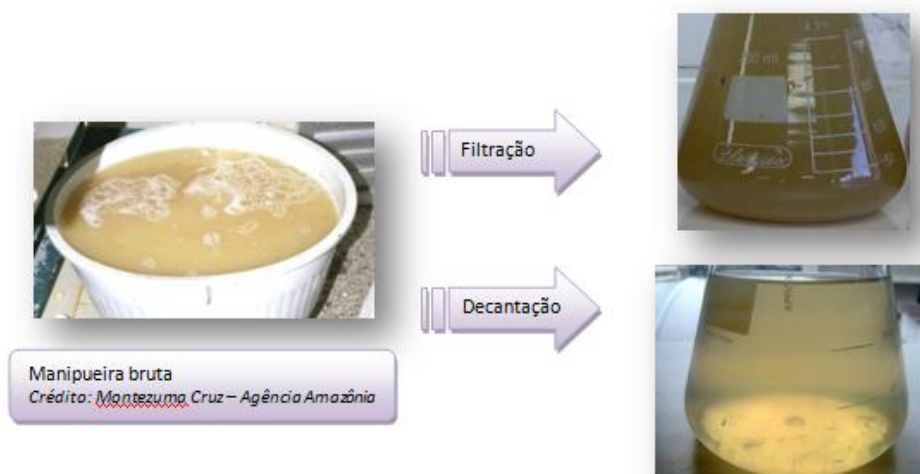 Filtração
Decantação
Manipueira bruta
Crédito: Montezuma Cruz – Agência Amazônia